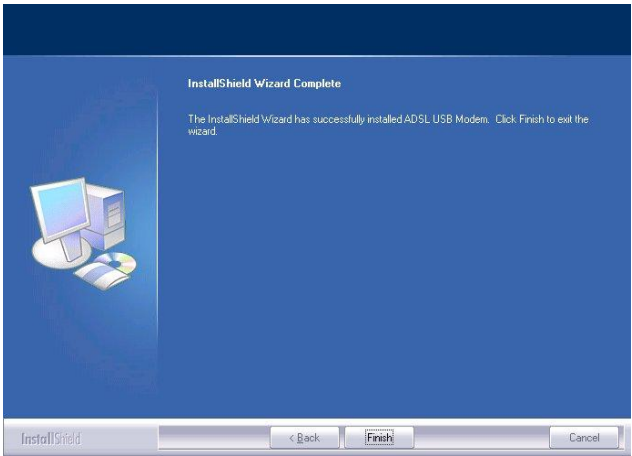 InstallShield Wizard Complete
The InstallShield Wizard has successfully installed ADSL USB Modem. Click Finish to exit the
wizard.
InstallShield
< Back
Finish
Cancel